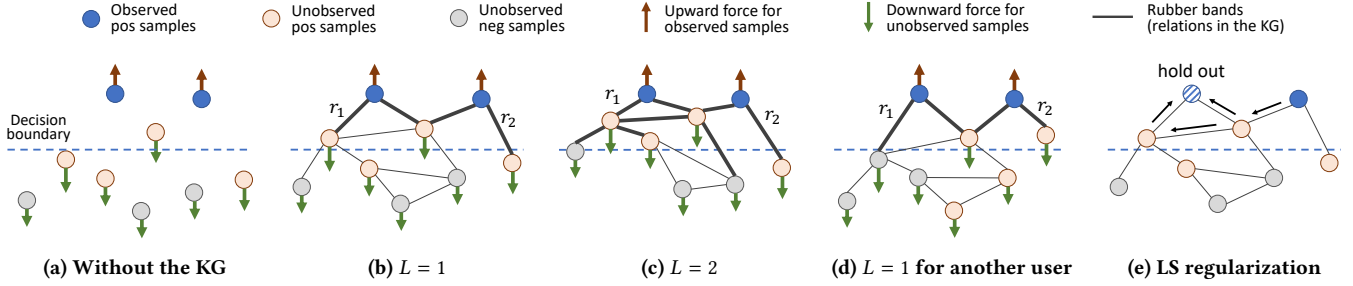 Observed
pos samples
Unobserved
pos samples
Unobserved
neg samples
Upward force for
observed samples
Downward force for
unobserved samples
Rubber bands
(relations in the KG)
Decision
boundary
r1
r2
r1
r2
r1
r2
hold out
(a) Without the KG
(b) L = 1
(c) L = 2
(d) L = 1 for another user
(e) LS regularization